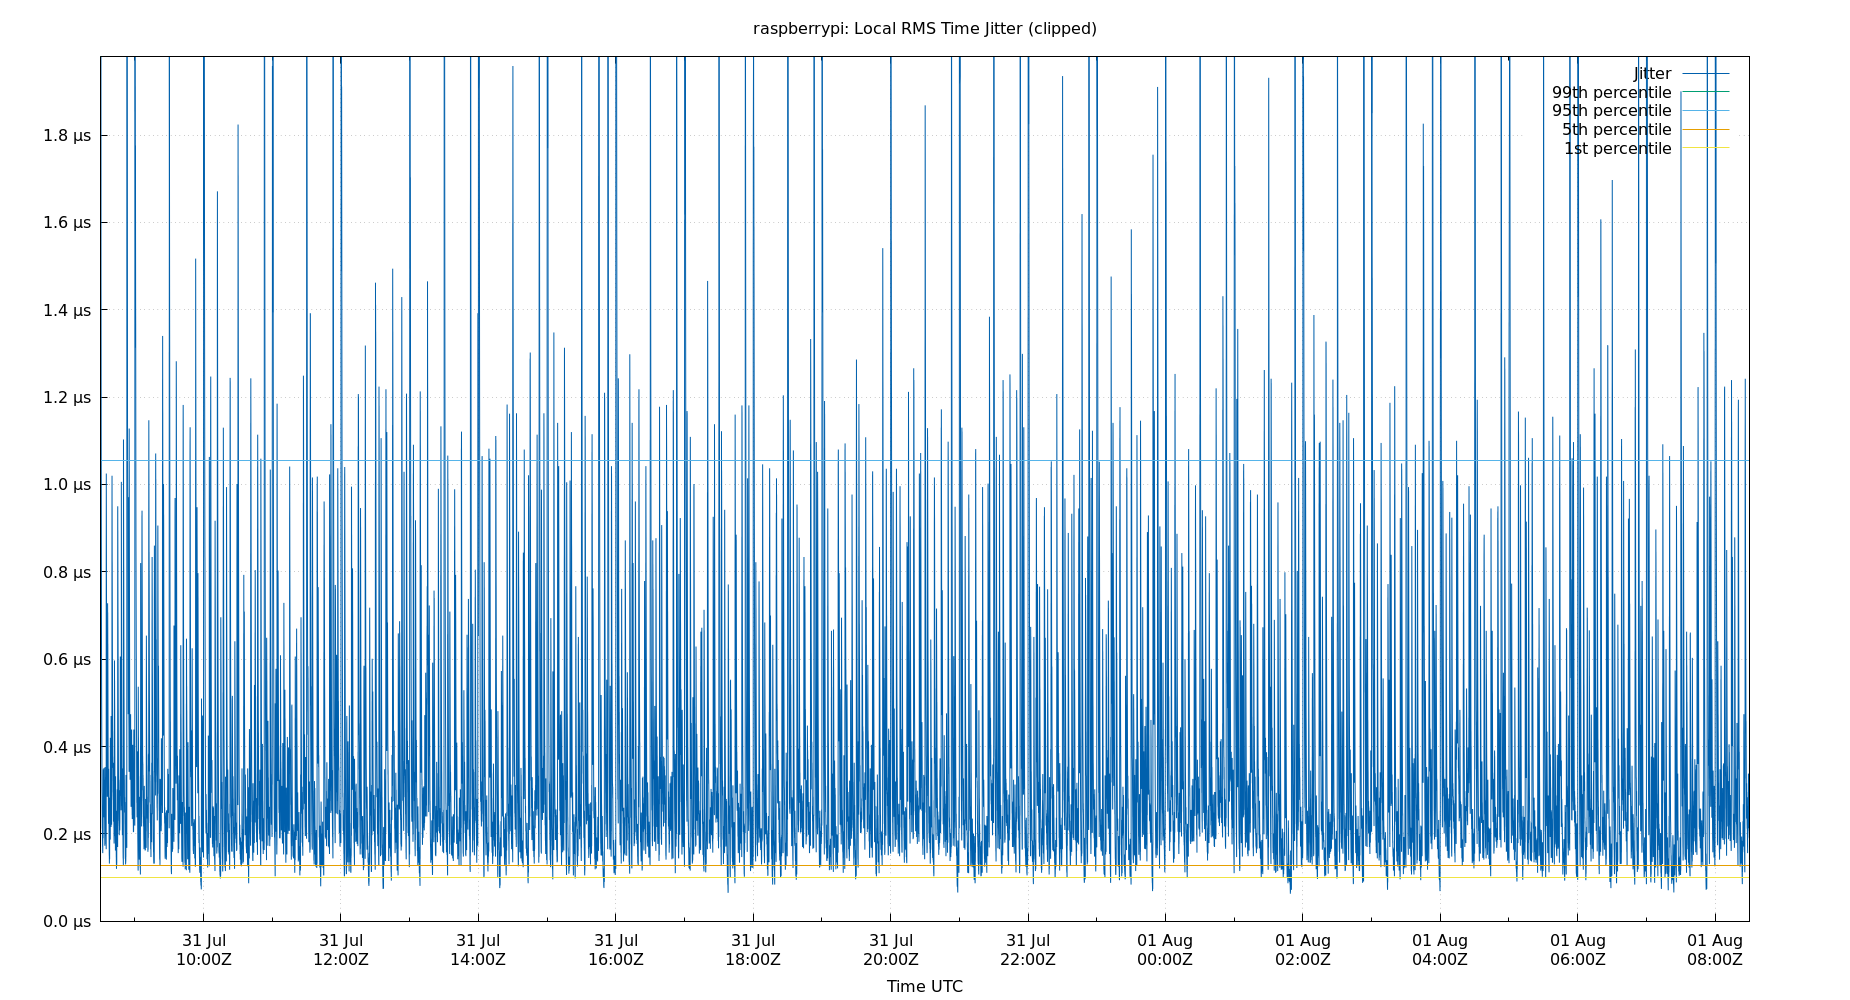 raspberrypi: Local RMS Time Jitter (clipped)
Jitter
99th percentile
95th percentile
5th percentile
1st percentile
1.8 μs
1.6 μs
1.4 μs
1.2 μs
1.0 μs
0.8 μs
0.6 μs
0.4 μs
0.2 μs
0.0 μs
31 Jul 31 Jul 31 Jul 31 Jul 31 Jul 31 Jul 31 Jul 01 Aug 01 Aug 01 Aug 01 Aug 01 Aug
10:00Z 12:00Z 14:00Z 16:00Z 18:00Z 20:00Z 22:00Z 00:00Z 02:00Z 04:00Z 06:00Z 08:00Z
Time UTC